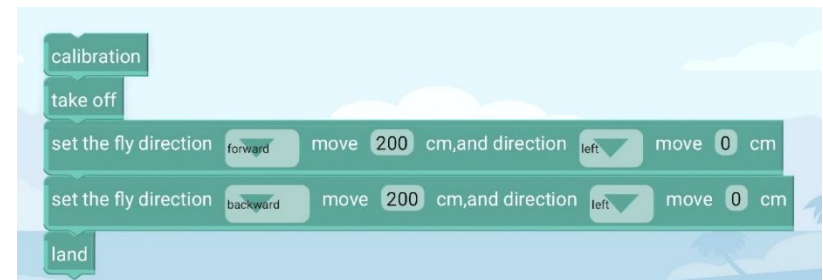 calibration
take off
set the fly direction forward move 200 cm,and direction left move 0 cm
set the fly direction backward move 200 cm,and direction left move 0 cm
land